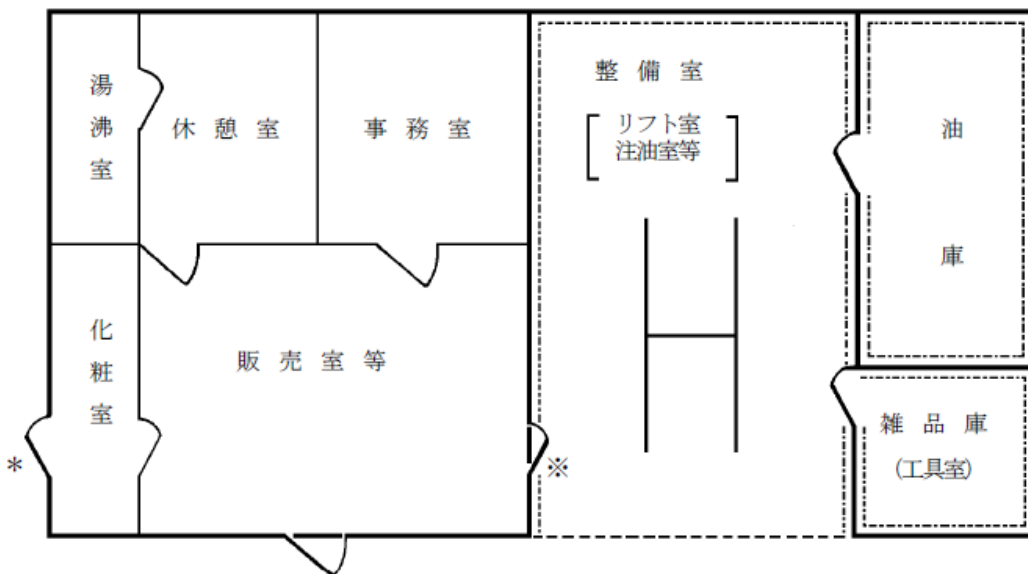 湯沸室
休憩室
事務室
整備室
リフト室
注油室等
油庫
化粧室
販売室等
雑品庫
(工具室)
*
※